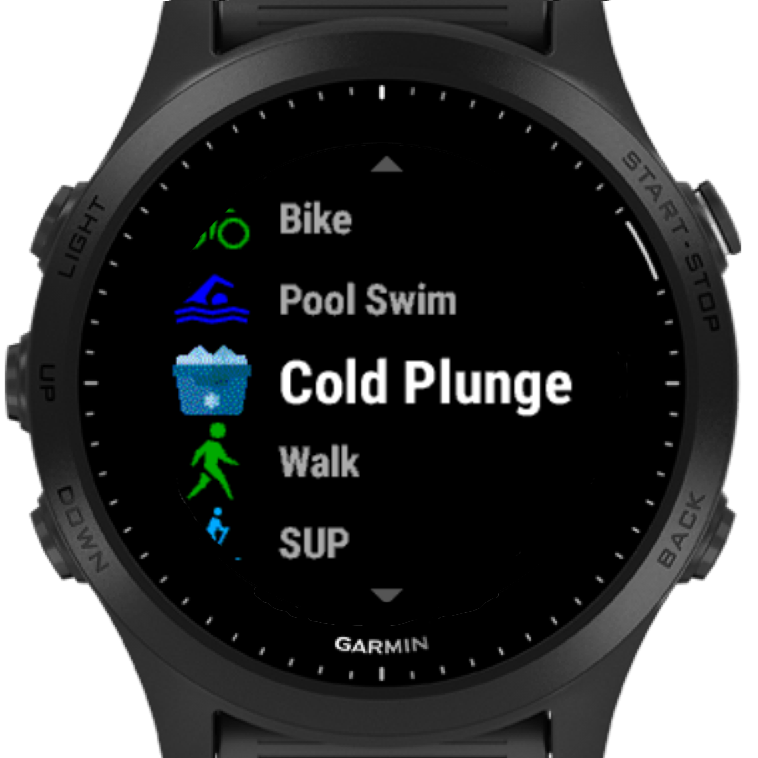 LIGHT
START·STOP
UP
DOWN
BACK
Bike
Pool Swim
Cold Plunge
Walk
SUP
GARMIN